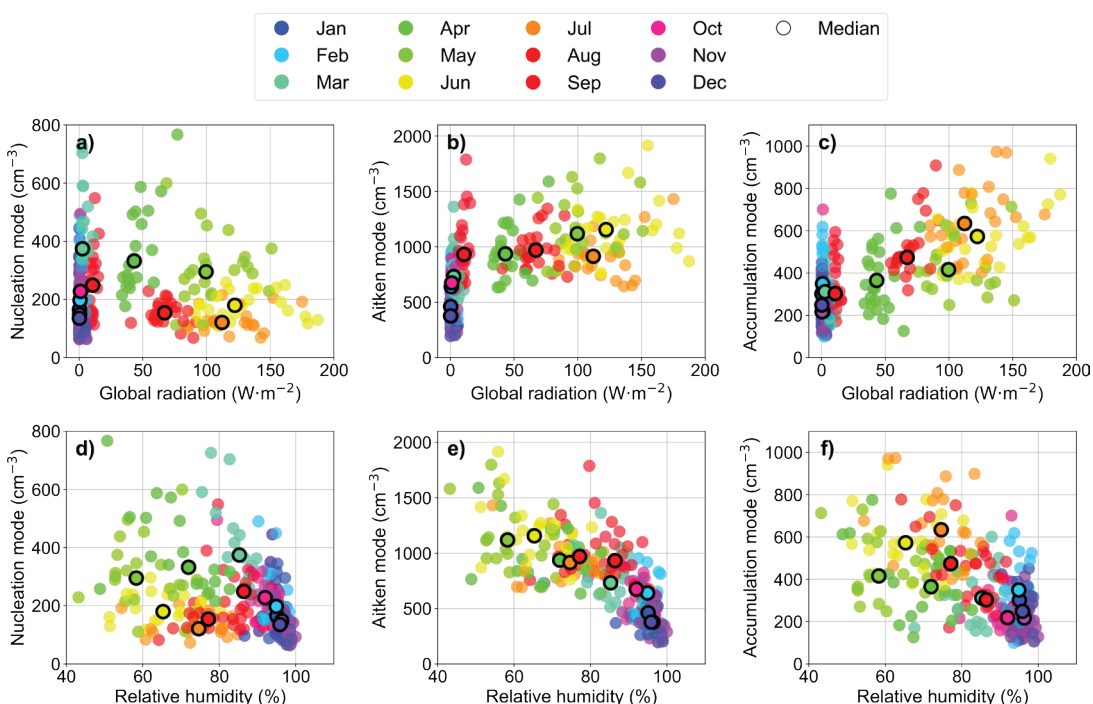 Jan Apr Jul Oct Median
Feb May Aug Nov
Mar Jun Sep Dec
a)
Nucleation mode (cm⁻³)
800
600
400
200
0
0 50 100 150 200
Global radiation (W·m⁻²)
b)
Aitken mode (cm⁻³)
2000
1500
1000
500
0
0 50 100 150 200
Global radiation (W·m⁻²)
c)
Accumulation mode (cm⁻³)
1000
800
600
400
200
0
0 50 100 150 200
Global radiation (W·m⁻²)
d)
Nucleation mode (cm⁻³)
800
600
400
200
0
40 60 80 100
Relative humidity (%)
e)
Aitken mode (cm⁻³)
2000
1500
1000
500
0
40 60 80 100
Relative humidity (%)
f)
Accumulation mode (cm⁻³)
1000
800
600
400
200
0
40 60 80 100
Relative humidity (%)